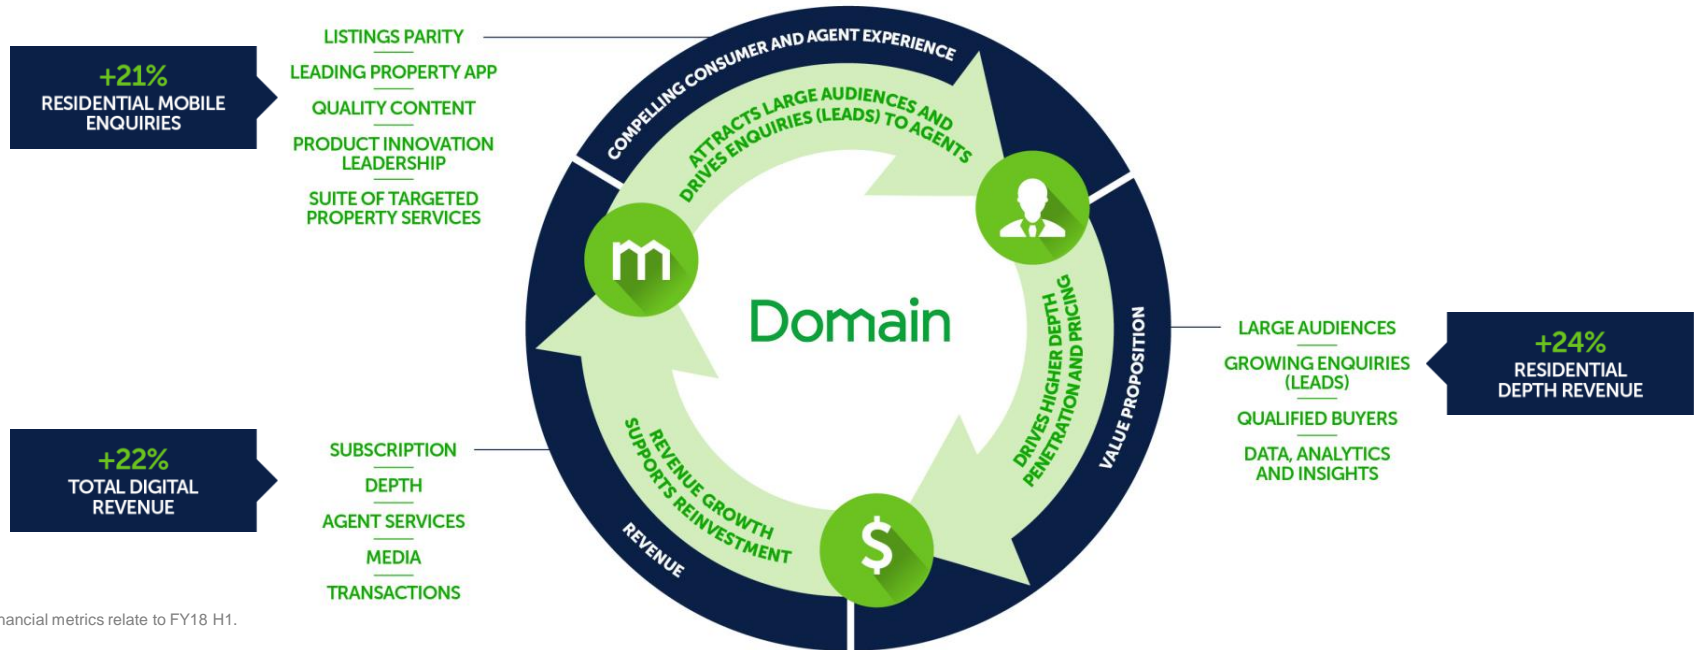 +21%
RESIDENTIAL MOBILE
ENQUIRIES
LISTINGS PARITY
LEADING PROPERTY APP
QUALITY CONTENT
PRODUCT INNOVATION
LEADERSHIP
SUITE OF TARGETED
PROPERTY SERVICES
COMPELLING CONSUMER AND AGENT EXPERIENCE
ATTRACTS LARGE AUDIENCES AND
DRIVES ENQUIRIES (LEADS) TO AGENTS
m
Domain
DRIVES HIGHER DEPTH
PENETRATION AND PRICING
VALUE PROPOSITION
LARGE AUDIENCES
GROWING ENQUIRIES
(LEADS)
QUALIFIED BUYERS
DATA, ANALYTICS
AND INSIGHTS
+24%
RESIDENTIAL
DEPTH REVENUE
+22%
TOTAL DIGITAL
REVENUE
SUBSCRIPTION
DEPTH
AGENT SERVICES
MEDIA
TRANSACTIONS
REVENUE
REVENUE GROWTH
SUPPORTS REINVESTMENT
$
metrics relate to FY18 H1.